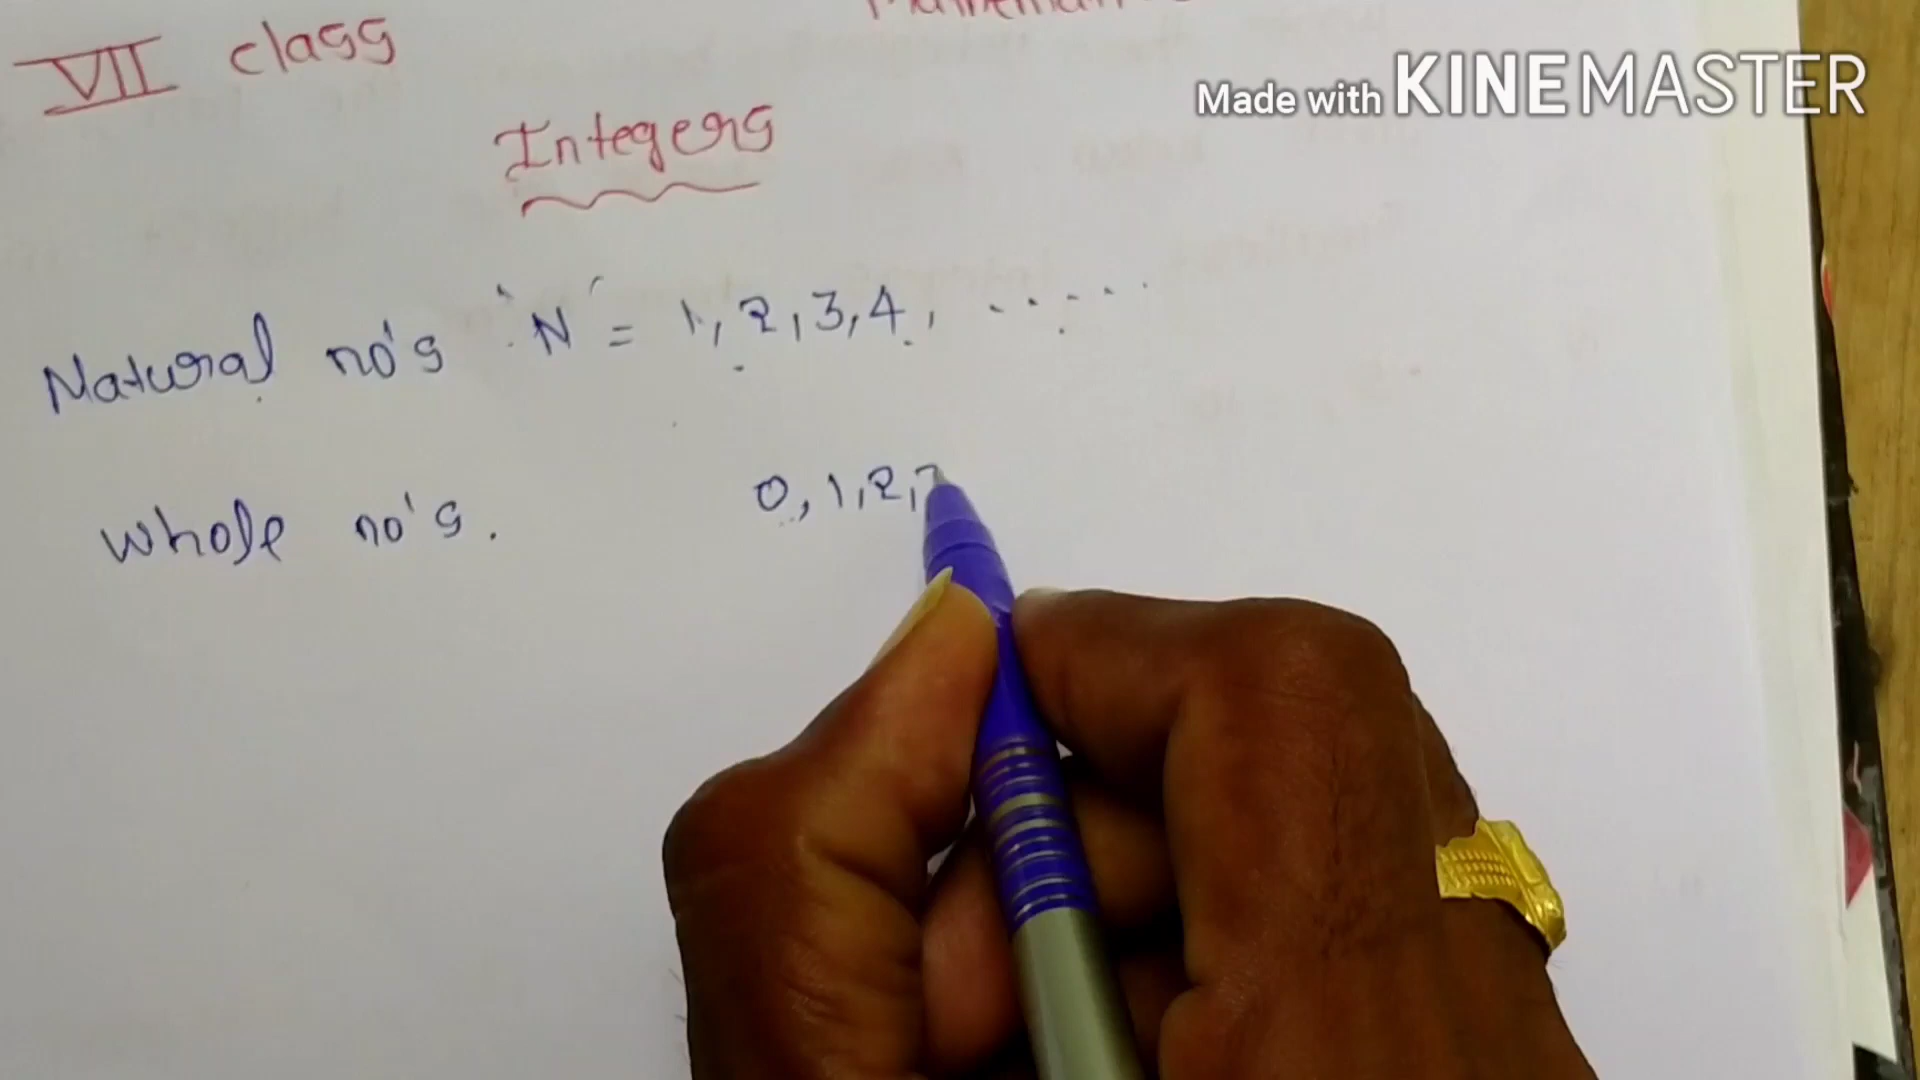 VII class
Made with KINEMASTER
Integers
Natural no's 'N' = 1, 2, 3, 4, ......
Whole no's. 0, 1, 2,